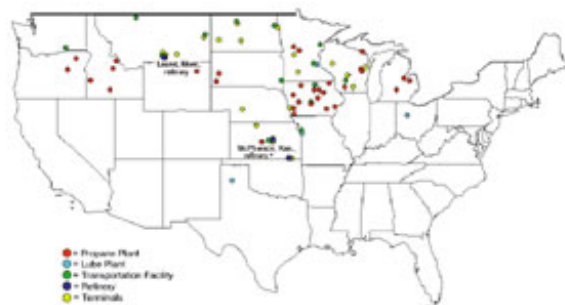 Laurel, Mont.
refinery
McPherson, Kan.
refinery *
= Propane Plant
= Lube Plant
= Transportation Facility
= Refinery
= Terminals